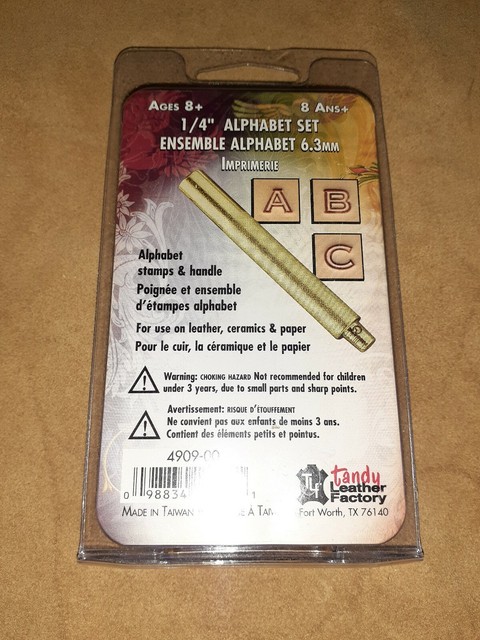 AGES 8+ 8 ANS+
1/4" ALPHABET SET
ENSEMBLE ALPHABET 6.3MM
IMPRIMERIE
A B
C
Alphabet
stamps & handle
Poignée et ensemble
d'étampes alphabet
For use on leather, ceramics & paper
Pour le cuir, la céramique et le papier
Warning: CHOKING HAZARD Not recommended for children
under 3 years, due to small parts and sharp points.
Avertissement: RISQUE D'ÉTOUFFEMENT
Ne convient pas aux enfants de moins 3 ans.
Contient des éléments petits et pointus.
4909-00
0 98834 1
MADE IN TAIWAN À
TLF tandy
Leather
Factory
Fort Worth, TX 76140